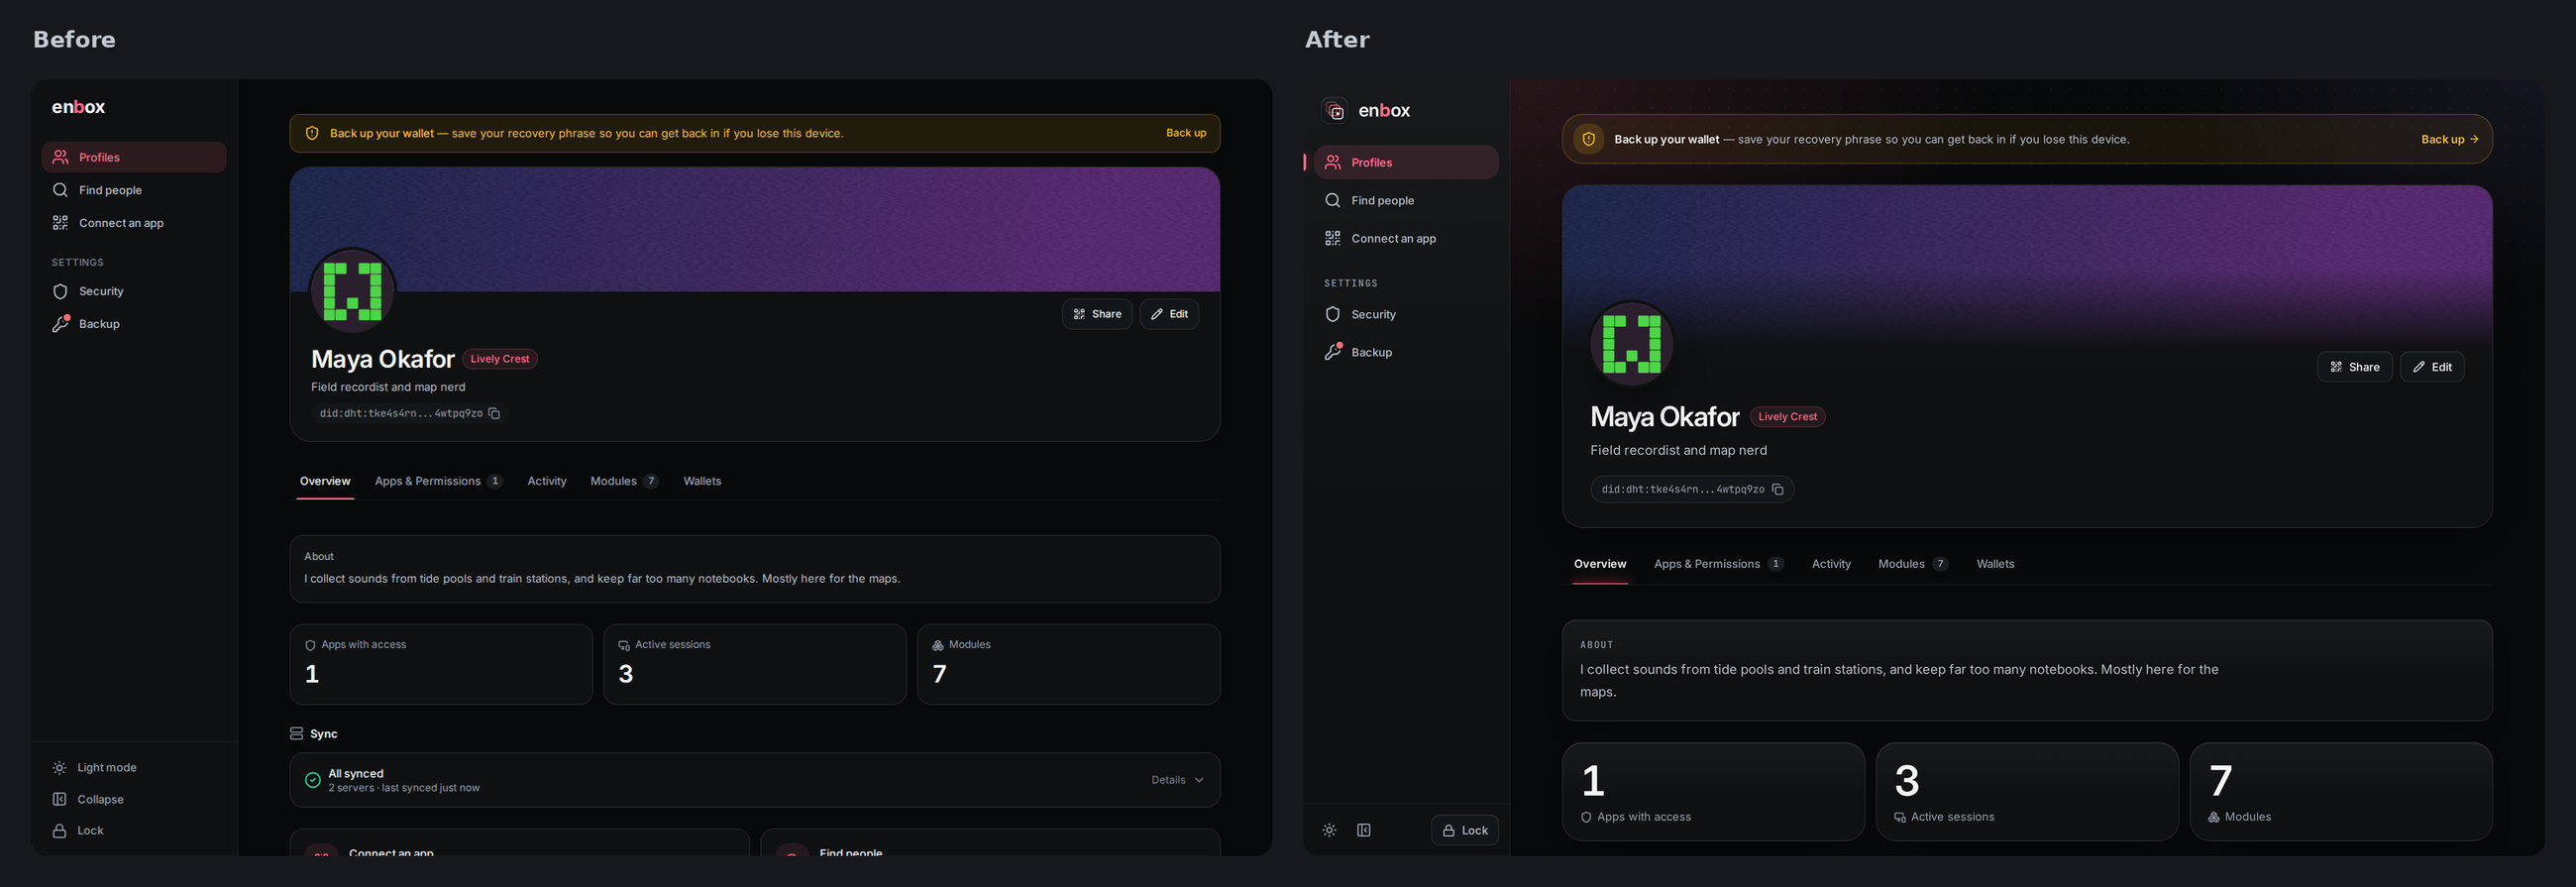 Before
enbox
Profiles
Find people
Connect an app
SETTINGS
Security
Backup
Light mode
Collapse
Lock
Back up your wallet — save your recovery phrase so you can get back in if you lose this device.
Back up
Share
Edit
Maya Okafor
Lively Crest
Field recordist and map nerd
did:dht:tke4s4rn...4wtpq9zo
Overview
Apps & Permissions 1
Activity
Modules 7
Wallets
About
I collect sounds from tide pools and train stations, and keep far too many notebooks. Mostly here for the maps.
Apps with access
1
Active sessions
3
Modules
7
Sync
All synced
2 servers · last synced just now
Details
Connect an app
Find people
After
enbox
Profiles
Find people
Connect an app
SETTINGS
Security
Backup
Lock
Back up your wallet — save your recovery phrase so you can get back in if you lose this device.
Back up →
Share
Edit
Maya Okafor
Lively Crest
Field recordist and map nerd
did:dht:tke4s4rn...4wtpq9zo
Overview
Apps & Permissions 1
Activity
Modules 7
Wallets
ABOUT
I collect sounds from tide pools and train stations, and keep far too many notebooks. Mostly here for the
maps.
1
Apps with access
3
Active sessions
7
Modules